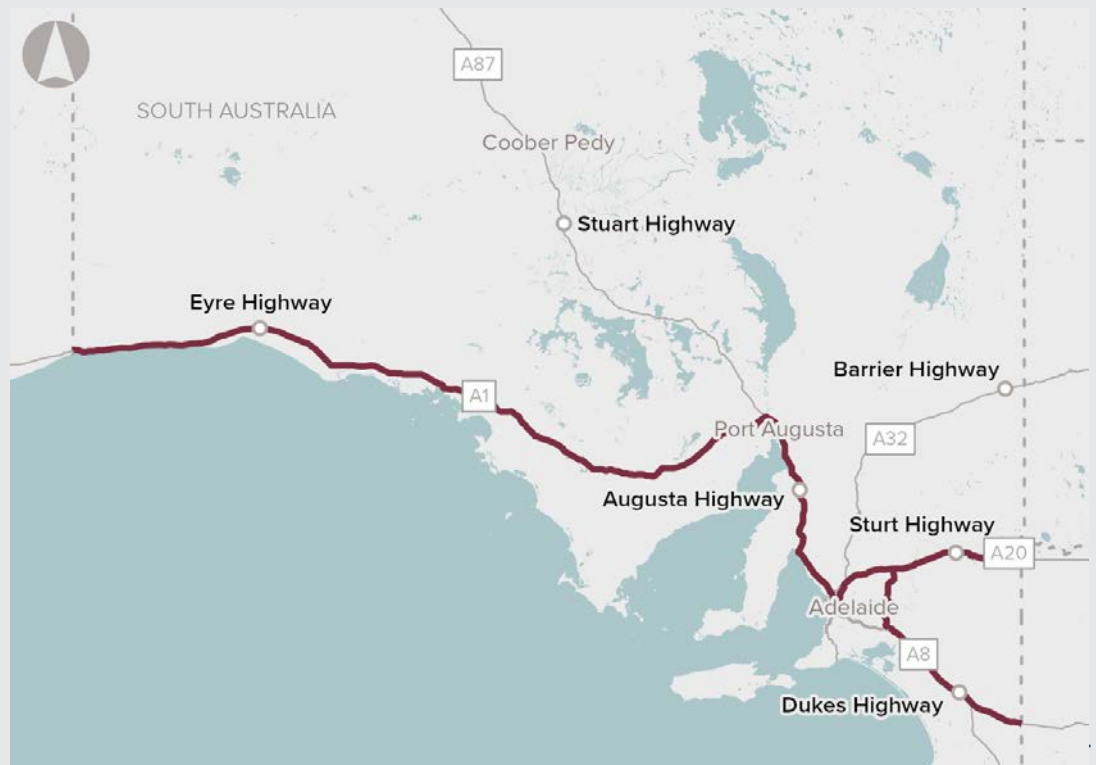 A87
SOUTH AUSTRALIA
Coober Pedy
Stuart Highway
Eyre Highway
Barrier Highway
A1
Port Augusta
A32
Augusta Highway
Sturt Highway
A20
Adelaide
A8
Dukes Highway